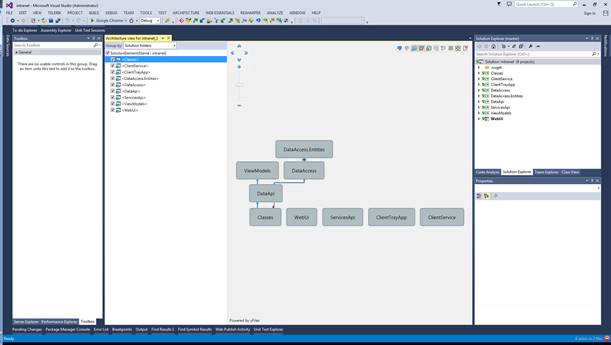 intranet - Microsoft Visual Studio (Administrator)
Quick Launch (Ctrl+Q)
FILE EDIT VIEW TELERIK PROJECT BUILD DEBUG TEAM TOOLS TEST ARCHITECTURE WEB ESSENTIALS RESHARPER ANALYZE WINDOW HELP
Sign in
Google Chrome Debug
To-do Explorer Assembly Explorer Unit Test Sessions
Data Sources
Toolbox
General
There are no usable controls in this group. Drag an item onto this text to add it to the toolbox.
Architecture view for intranet_2
Group by: Solution Folders
SolutionElement(Name : intranet)
<Classes>
<ClientService>
<ClientTrayApp>
<DataAccess.Entities>
<DataAccess>
<DataApi>
<ServicesApi>
<ViewModels>
<WebUi>
DataAccess.Entities
ViewModels
DataAccess
DataApi
Classes
WebUi
ServicesApi
ClientTrayApp
ClientService
Powered by yFiles
Solution Explorer (master)
Search Solution Explorer (Ctrl+;)
Solution 'intranet' (9 projects)
.nuget
Classes
ClientService
ClientTrayApp
DataAccess
DataAccess.Entities
DataApi
ServicesApi
ViewModels
WebUi
Code Analysis Solution Explorer Team Explorer Class View
Properties
Notifications
Server Explorer Performance Explorer Toolbox
Pending Changes Package Manager Console Error List Breakpoints Output Find Results 1 Find Symbol Results Web Publish Activity Unit Test Explorer
Ready